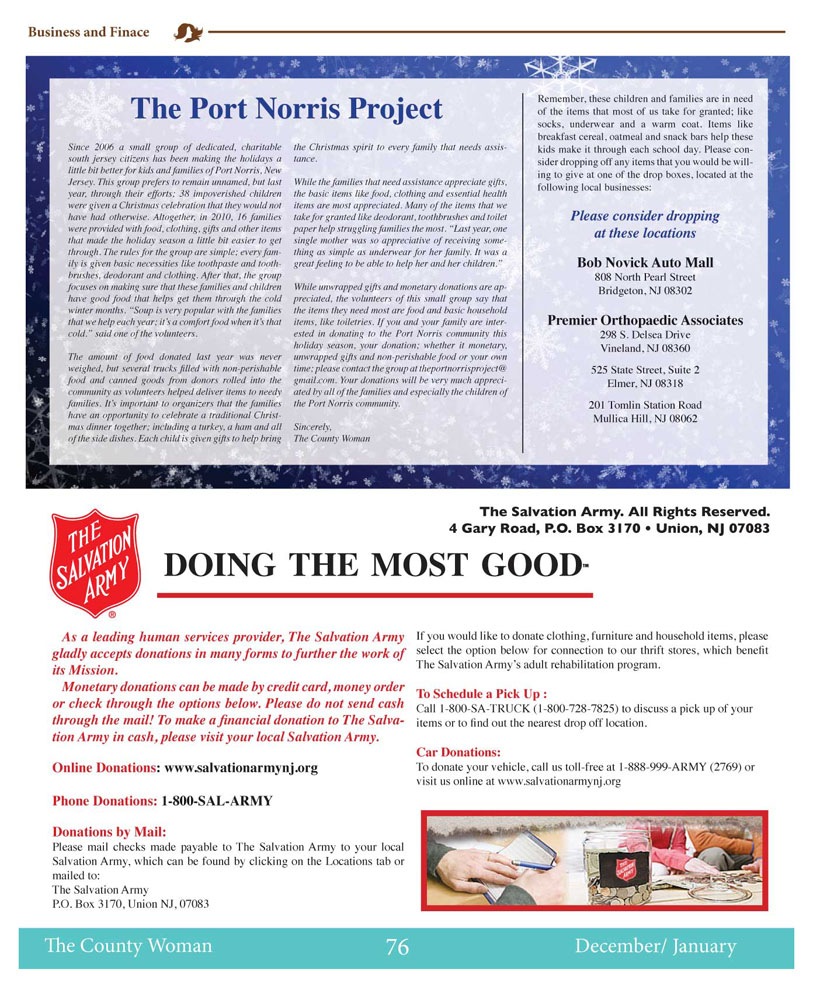 Business and Finace
The Port Norris Project
Since 2006 a small group of dedicated, charitable
south jersey citizens has been making the holidays a
little bit better for kids and families of Port Norris, New
Jersey. This group prefers to remain unnamed, but last
year, through their efforts; 38 impoverished children
were given a Christmas celebration that they would not
have had otherwise. Altogether, in 2010, 16 families
were provided with food, clothing, gifts and other items
that made the holiday season a little bit easier to get
through. The rules for the group are simple; every fam-
ily is given basic necessities like toothpaste and tooth-
brushes, deodorant and clothing. After that, the group
focuses on making sure that these families and children
have good food that helps get them through the cold
winter months. “Soup is very popular with the families
that we help each year; it’s a comfort food when it’s that
cold.” said one of the volunteers.
The amount of food donated last year was never
weighed, but several trucks filled with non-perishable
food and canned goods from donors rolled into the
community as volunteers helped deliver items to needy
families. It’s important to organizers that the families
have an opportunity to celebrate a traditional Christ-
mas dinner together; including a turkey, a ham and all
of the side dishes. Each child is given gifts to help bring
the Christmas spirit to every family that needs assis-
tance.
While the families that need assistance appreciate gifts,
the basic items like food, clothing and essential health
items are most appreciated. Many of the items that we
take for granted like deodorant, toothbrushes and toilet
paper help struggling families the most. “Last year, one
single mother was so appreciative of receiving some-
thing as simple as underwear for her family. It was a
great feeling to be able to help her and her children.”
While unwrapped gifts and monetary donations are ap-
preciated, the volunteers of this small group say that
the items they need most are food and basic household
items, like toiletries. If you and your family are inter-
ested in donating to the Port Norris community this
holiday season, your donation; whether it monetary,
unwrapped gifts and non-perishable food or your own
time; please contact the group at theportnorrisproject@
gmail.com. Your donations will be very much appreci-
ated by all of the families and especially the children of
the Port Norris community.
Sincerely,
The County Woman
Remember, these children and families are in need
of the items that most of us take for granted; like
socks, underwear and a warm coat. Items like
breakfast cereal, oatmeal and snack bars help these
kids make it through each school day. Please con-
sider dropping off any items that you would be will-
ing to give at one of the drop boxes, located at the
following local businesses:
Please consider dropping
at these locations
Bob Novick Auto Mall
808 North Pearl Street
Bridgeton, NJ 08302
Premier Orthopaedic Associates
298 S. Delsea Drive
Vineland, NJ 08360
525 State Street, Suite 2
Elmer, NJ 08318
201 Tomlin Station Road
Mullica Hill, NJ 08062
The Salvation Army. All Rights Reserved.
4 Gary Road, P.O. Box 3170 • Union, NJ 07083
THE
SALVATION
ARMY
®
DOING THE MOST GOOD™
As a leading human services provider, The Salvation Army
gladly accepts donations in many forms to further the work of
its Mission.
Monetary donations can be made by credit card, money order
or check through the options below. Please do not send cash
through the mail! To make a financial donation to The Salva-
tion Army in cash, please visit your local Salvation Army.
Online Donations: www.salvationarmynj.org
Phone Donations: 1-800-SAL-ARMY
Donations by Mail:
Please mail checks made payable to The Salvation Army to your local
Salvation Army, which can be found by clicking on the Locations tab or
mailed to:
The Salvation Army
P.O. Box 3170, Union NJ, 07083
If you would like to donate clothing, furniture and household items, please
select the option below for connection to our thrift stores, which benefit
The Salvation Army’s adult rehabilitation program.
To Schedule a Pick Up :
Call 1-800-SA-TRUCK (1-800-728-7825) to discuss a pick up of your
items or to find out the nearest drop off location.
Car Donations:
To donate your vehicle, call us toll-free at 1-888-999-ARMY (2769) or
visit us online at www.salvationarmynj.org
THE
SALVATION
ARMY
The County Woman
76
December/ January